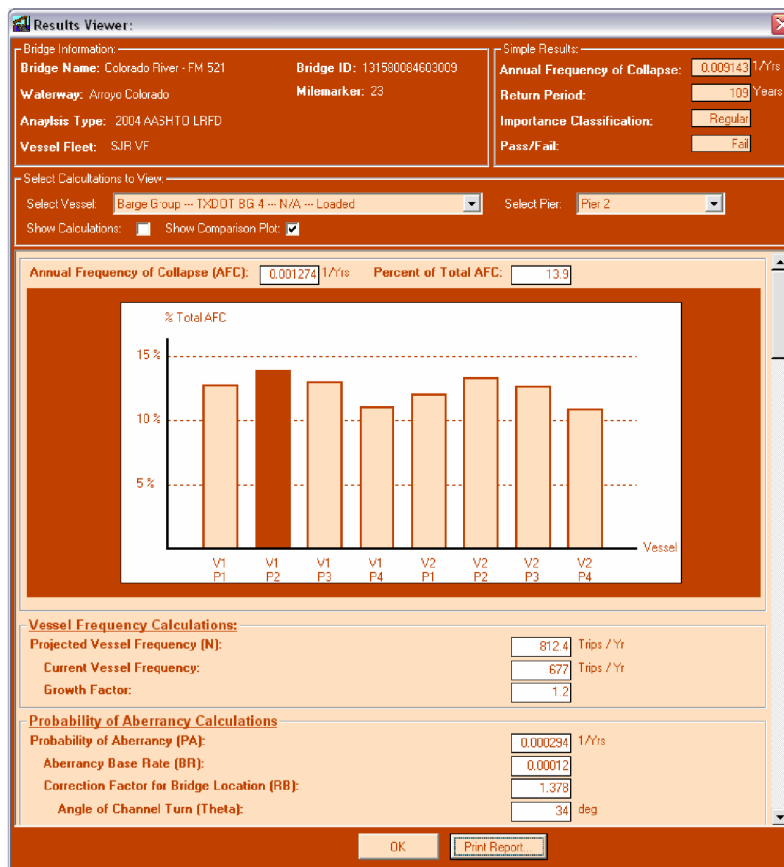 Results Viewer:
Bridge Information:
Bridge Name: Colorado River - FM 521 Bridge ID: 131580084603009
Waterway: Arroyo Colorado Milemarker: 23
Anaylsis Type: 2004 AASHTO LRFD
Vessel Fleet: SJR VF
Simple Results:
Annual Frequency of Collapse: 0.009143 1/Yrs
Return Period: 109 Years
Importance Classification: Regular
Pass/Fail: Fail
Select Calcultations to View:
Select Vessel: Barge Group --- TXDOT BG 4 --- N/A --- Loaded Select Pier: Pier 2
Show Calculations: Show Comparison Plot:
Annual Frequency of Collapse (AFC): 0.001274 1/Yrs Percent of Total AFC: 13.9
% Total AFC
15 %
10 %
5 %
Vessel
V1 V1 V1 V1 V2 V2 V2 V2
P1 P2 P3 P4 P1 P2 P3 P4
Vessel Frequency Calculations:
Projected Vessel Frequency (N): 812.4 Trips / Yr
Current Vessel Frequency: 677 Trips / Yr
Growth Factor: 1.2
Probability of Aberrancy Calculations
Probability of Aberrancy (PA): 0.000294 1/Yrs
Aberrancy Base Rate (BR): 0.00012
Correction Factor for Bridge Location (RB): 1.378
Angle of Channel Turn (Theta): 34 deg
OK Print Report...